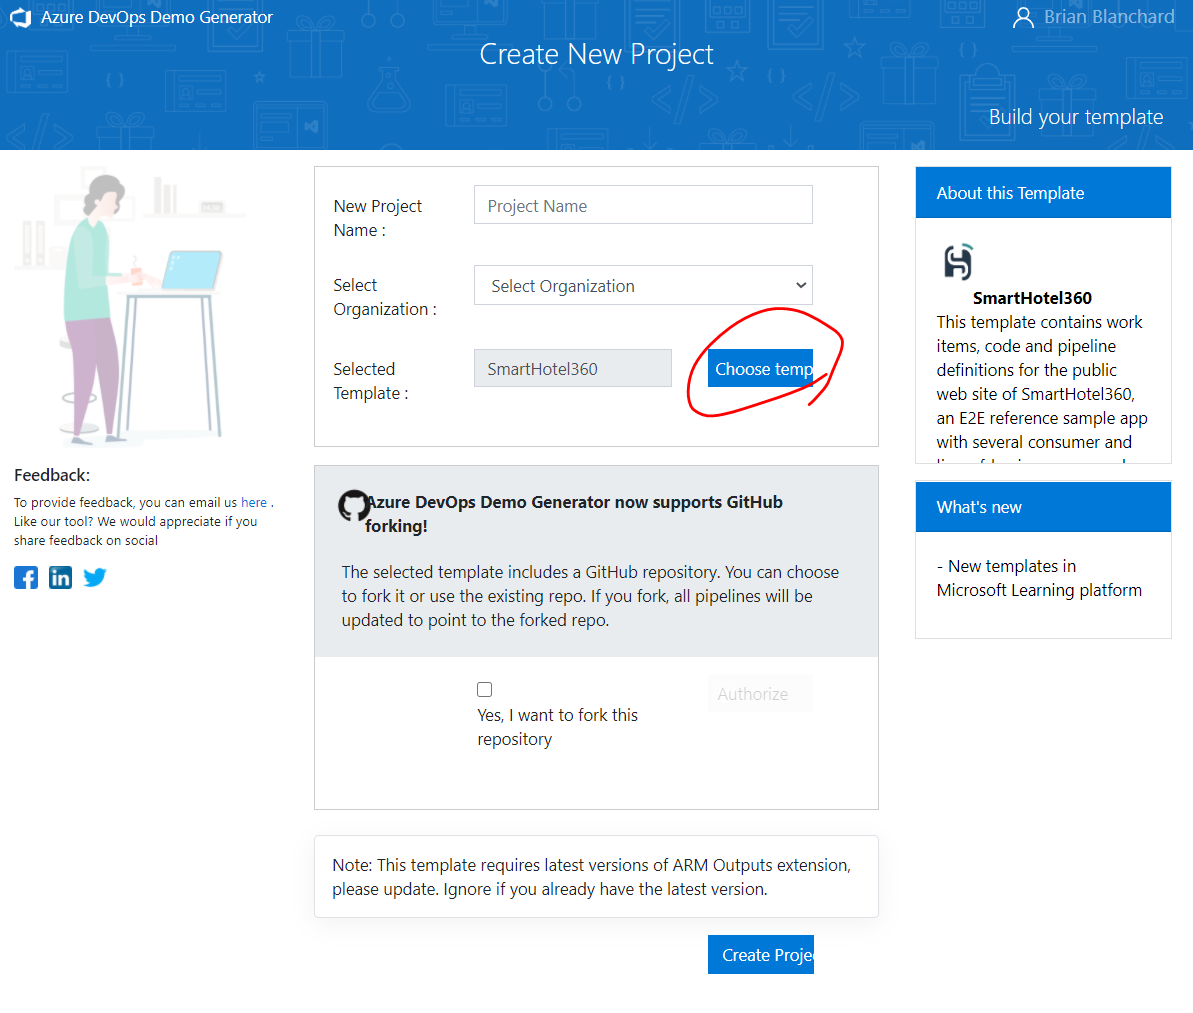 Azure DevOps Demo Generator
Brian Blanchard
Create New Project
Build your template
New Project
Name :
Project Name
Select
Organization :
Select Organization
Selected
Template :
SmartHotel360
Choose temp
About this Template
SmartHotel360
This template contains work
items, code and pipeline
definitions for the public
web site of SmartHotel360,
an E2E reference sample app
with several consumer and
Feedback:
To provide feedback, you can email us here .
Like our tool? We would appreciate if you
share feedback on social
Azure DevOps Demo Generator now supports GitHub
forking!
The selected template includes a GitHub repository. You can choose
to fork it or use the existing repo. If you fork, all pipelines will be
updated to point to the forked repo.
What's new
- New templates in
Microsoft Learning platform
Yes, I want to fork this
repository
Authorize
Note: This template requires latest versions of ARM Outputs extension,
please update. Ignore if you already have the latest version.
Create Proje